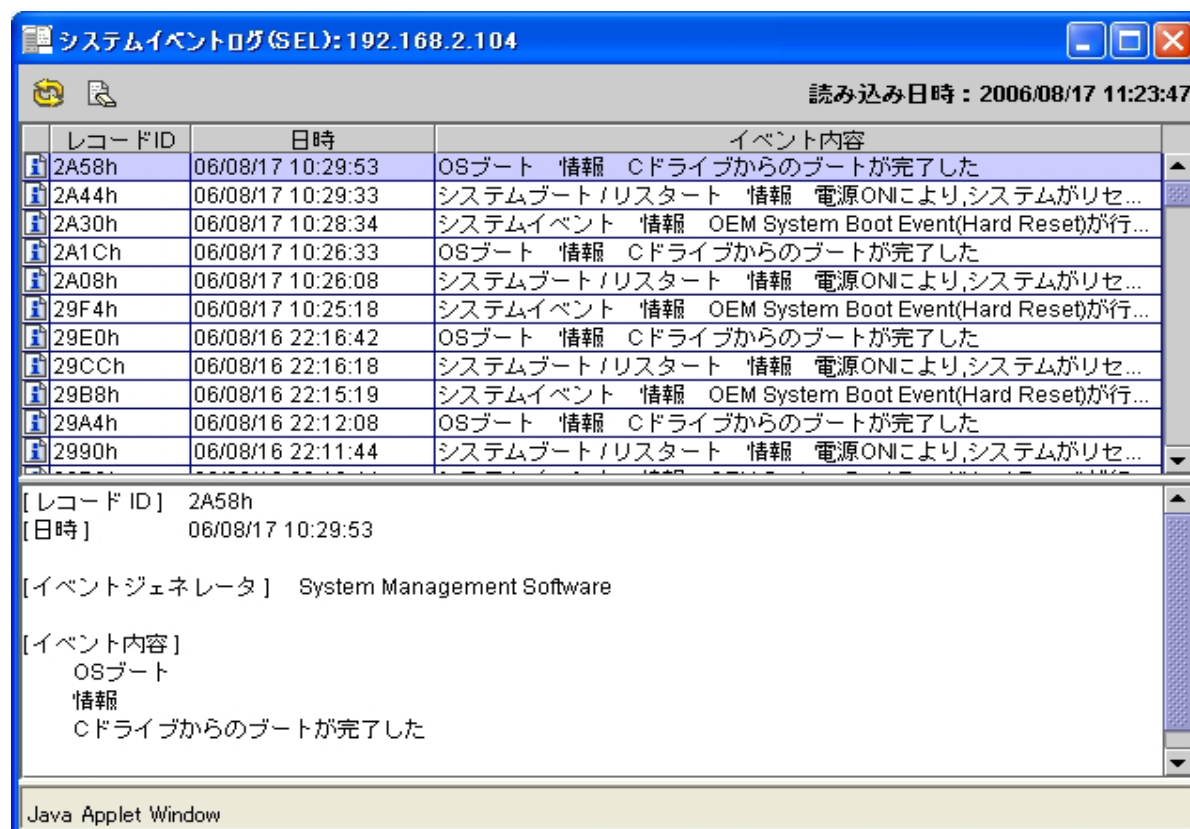 システムイベントログ(SEL):192.168.2.104
読み込み日時：2006/08/17 11:23:47
レコードID 日時 イベント内容
2A58h 06/08/17 10:29:53 OSブート 情報 Cドライブからのブートが完了した
2A44h 06/08/17 10:29:33 システムブート/リスタート 情報 電源ONにより,システムがリセ...
2A30h 06/08/17 10:28:34 システムイベント 情報 OEM System Boot Event(Hard Reset)が行...
2A1Ch 06/08/17 10:26:33 OSブート 情報 Cドライブからのブートが完了した
2A08h 06/08/17 10:26:08 システムブート/リスタート 情報 電源ONにより,システムがリセ...
29F4h 06/08/17 10:25:18 システムイベント 情報 OEM System Boot Event(Hard Reset)が行...
29E0h 06/08/16 22:16:42 OSブート 情報 Cドライブからのブートが完了した
29CCh 06/08/16 22:16:18 システムブート/リスタート 情報 電源ONにより,システムがリセ...
29B8h 06/08/16 22:15:19 システムイベント 情報 OEM System Boot Event(Hard Reset)が行...
29A4h 06/08/16 22:12:08 OSブート 情報 Cドライブからのブートが完了した
2990h 06/08/16 22:11:44 システムブート/リスタート 情報 電源ONにより,システムがリセ...
[レコード ID] 2A58h
[日時] 06/08/17 10:29:53
[イベントジェネレータ] System Management Software
[イベント内容]
OSブート
情報
Cドライブからのブートが完了した
Java Applet Window